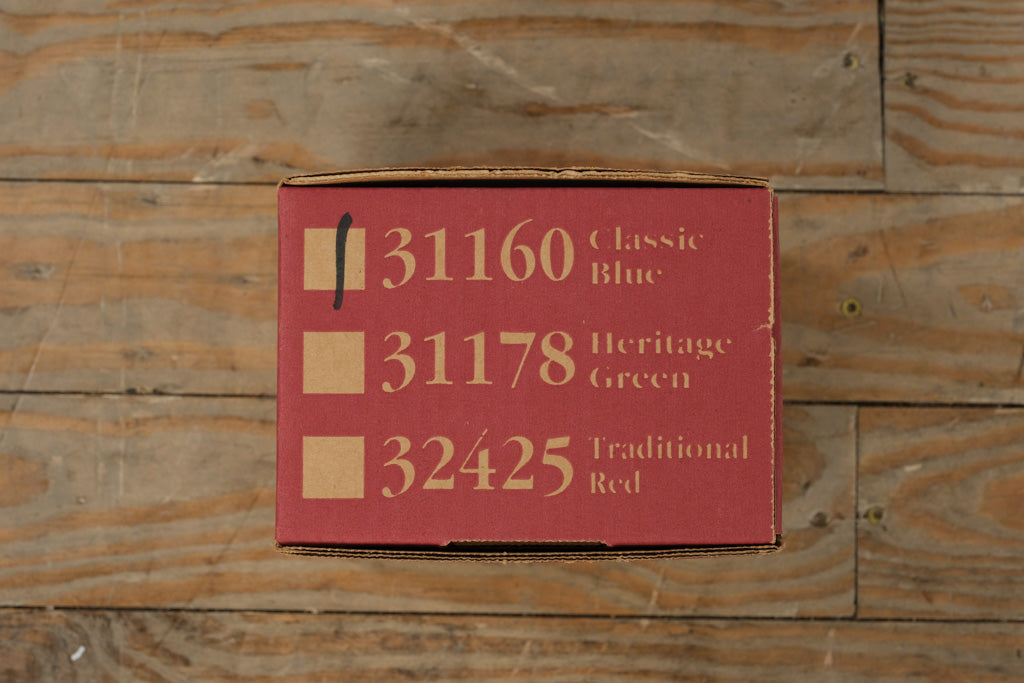 31160 Classic
Blue
31178 Heritage
Green
32425 Traditional
Red